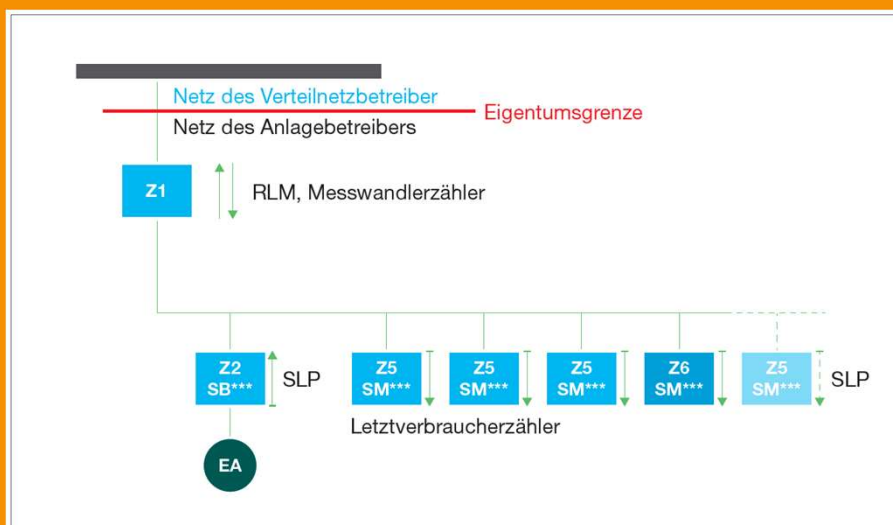 Netz des Verteilnetzbetreiber
Eigentumsgrenze
Netz des Anlagebetreibers
Z1
RLM, Messwandlerzähler
Z2
SB***
SLP
Z5
SM***
Z5
SM***
Z5
SM***
Z6
SM***
Z5
SM***
SLP
Letztverbraucherzähler
EA